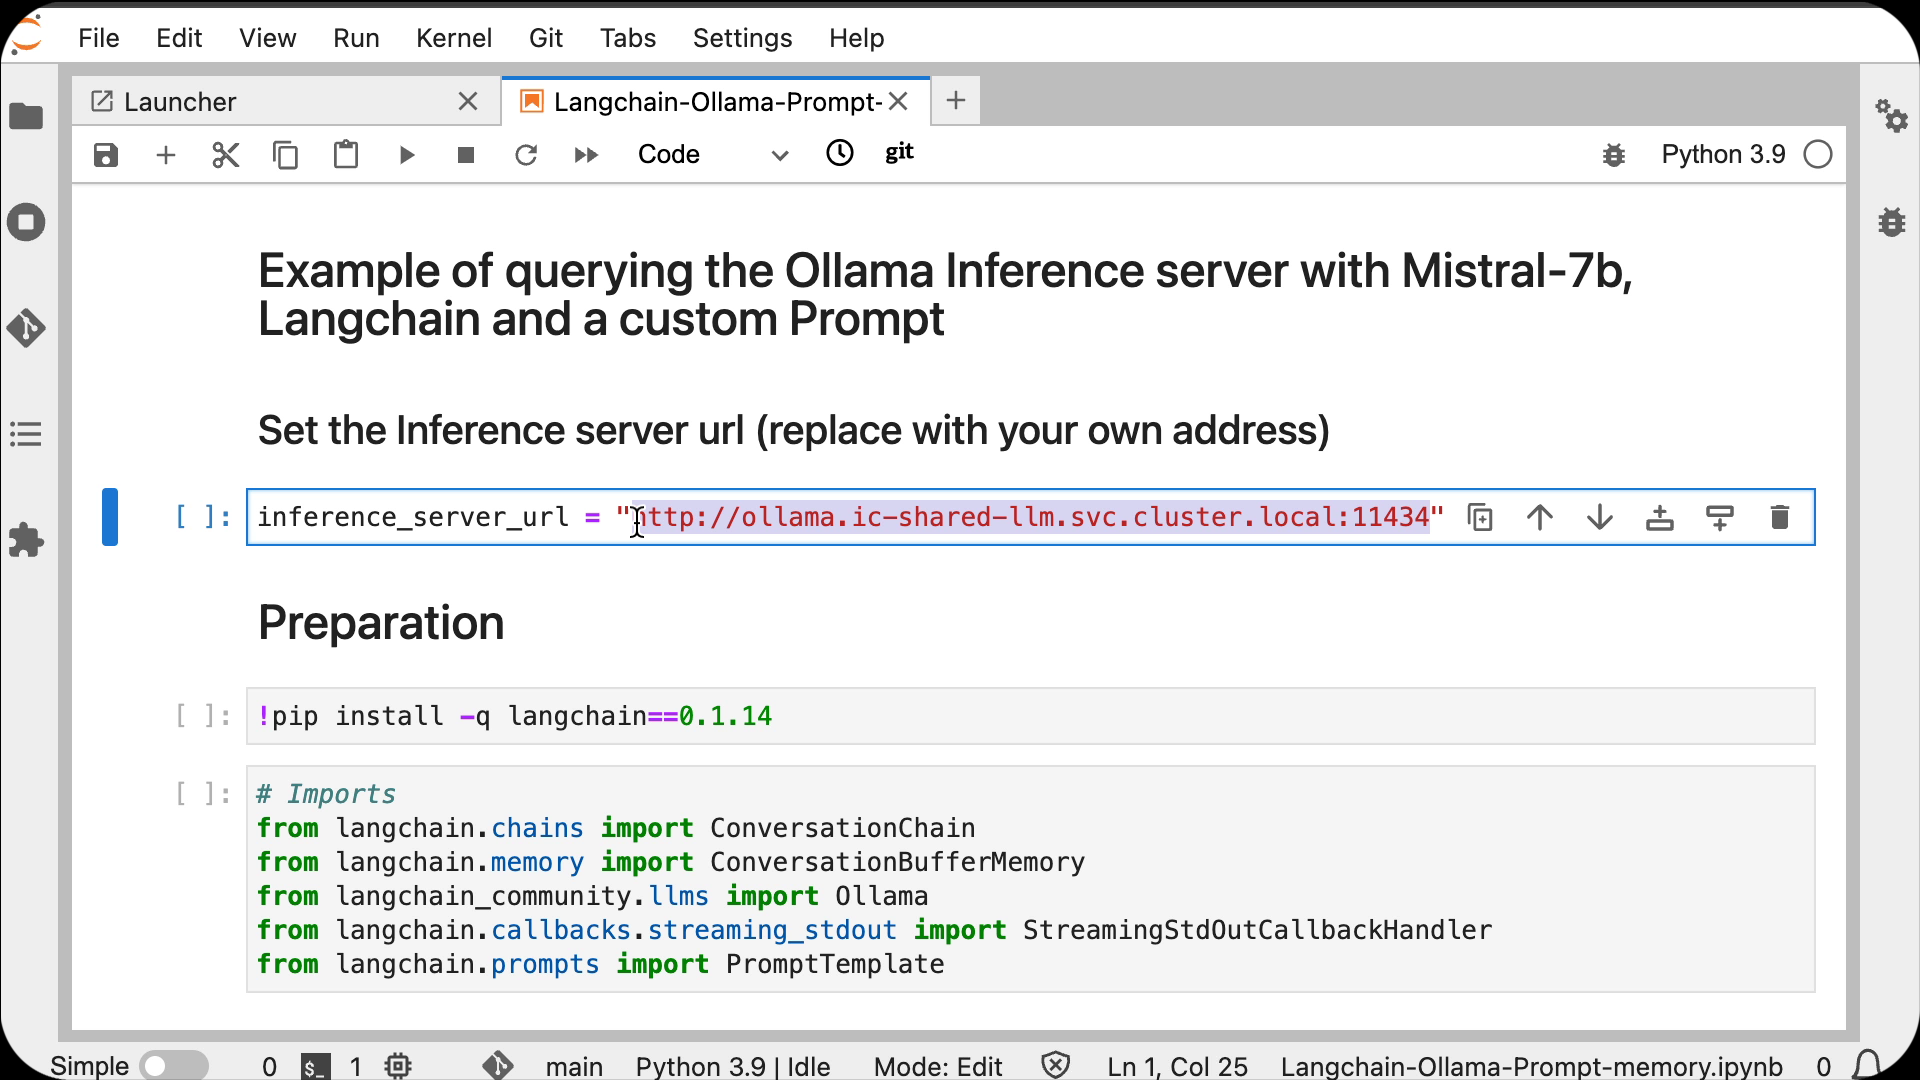 File Edit View Run Kernel Git Tabs Settings Help
Launcher Langchain-Ollama-Prompt-
Code git Python 3.9
Example of querying the Ollama Inference server with Mistral-7b,
Langchain and a custom Prompt
Set the Inference server url (replace with your own address)
[ ]: inference_server_url = "http://ollama.ic-shared-llm.svc.cluster.local:11434"
Preparation
[ ]: !pip install -q langchain==0.1.14
[ ]: # Imports
from langchain.chains import ConversationChain
from langchain.memory import ConversationBufferMemory
from langchain_community.llms import Ollama
from langchain.callbacks.streaming_stdout import StreamingStdOutCallbackHandler
from langchain.prompts import PromptTemplate
Simple 0 $_ 1 main Python 3.9 | Idle Mode: Edit Ln 1, Col 25 Langchain-Ollama-Prompt-memory.ipynb 0